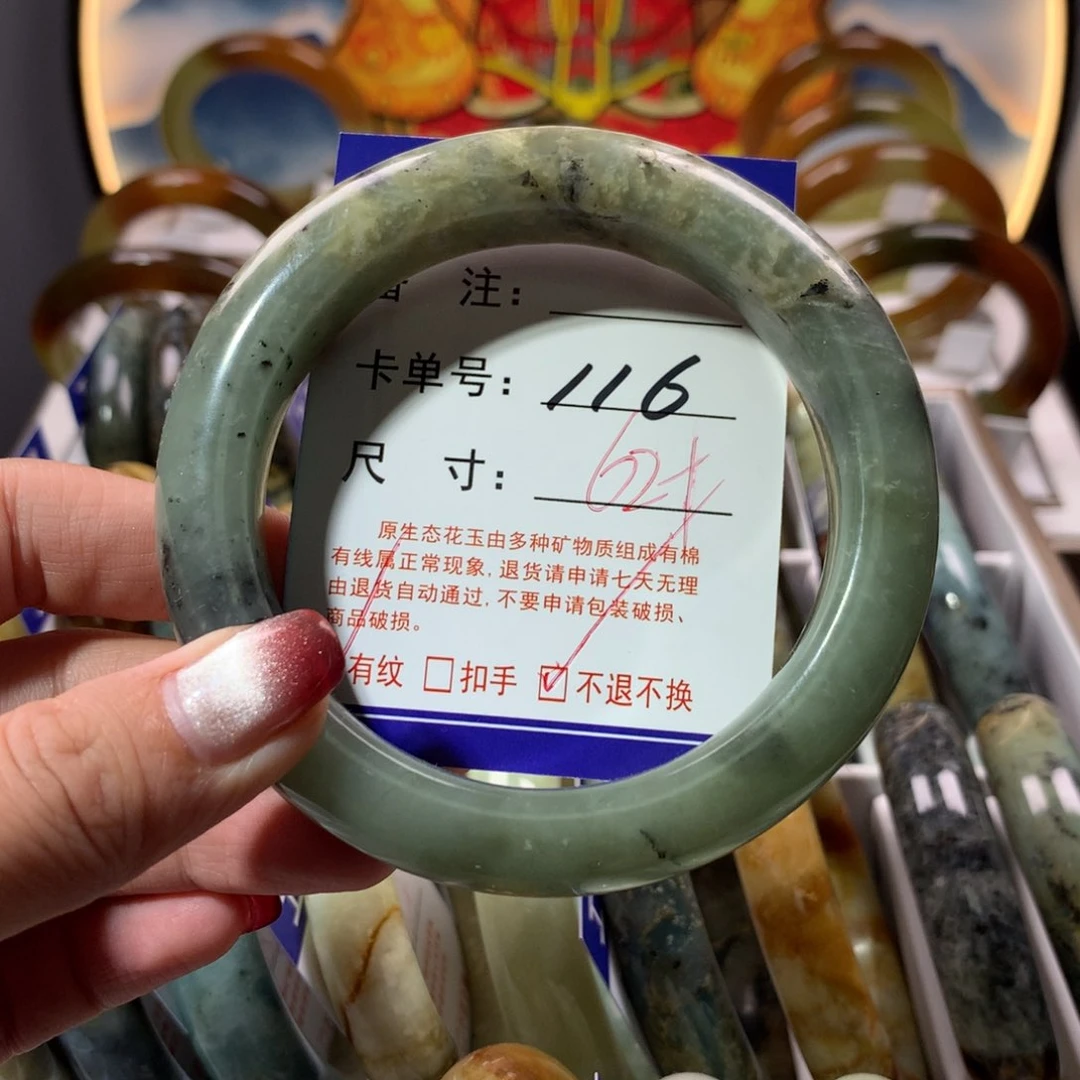 备 注:
卡单号: 116
尺 寸: 62+
原生态花玉由多种矿物质组成有棉
有线属正常现象, 退货请申请七天无理
由退货自动通过, 不要申请包装破损、
商品破损。
有纹 □扣手 ☑不退不换